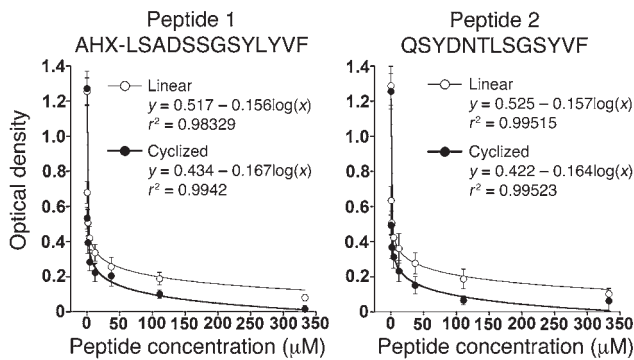 Peptide 1
AHX-LSADSSGSYLYVF
Peptide 2
QSYDNTLSGSYVF
Optical density
1.4
1.2
1.0
0.8
0.6
0.4
0.2
0
Linear
y = 0.517 – 0.156log(x)
r² = 0.98329
Cyclized
y = 0.434 – 0.167log(x)
r² = 0.9942
0 50 100 150 200 250 300 350
Peptide concentration (μM)
1.4
1.2
1.0
0.8
0.6
0.4
0.2
0
Linear
y = 0.525 – 0.157log(x)
r² = 0.99515
Cyclized
y = 0.422 – 0.164log(x)
r² = 0.99523
0 50 100 150 200 250 300 350
Peptide concentration (μM)